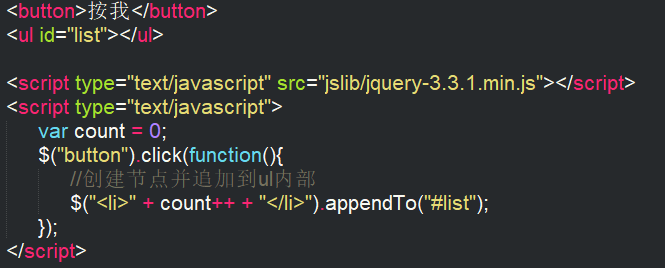 <button>按我</button>
<ul id="list"></ul>
<script type="text/javascript" src="jslib/jquery-3.3.1.min.js"></script>
<script type="text/javascript">
var count = 0;
$("button").click(function(){
//创建节点并追加到ul内部
$("<li>" + count++ + "</li>").appendTo("#list");
});
</script>